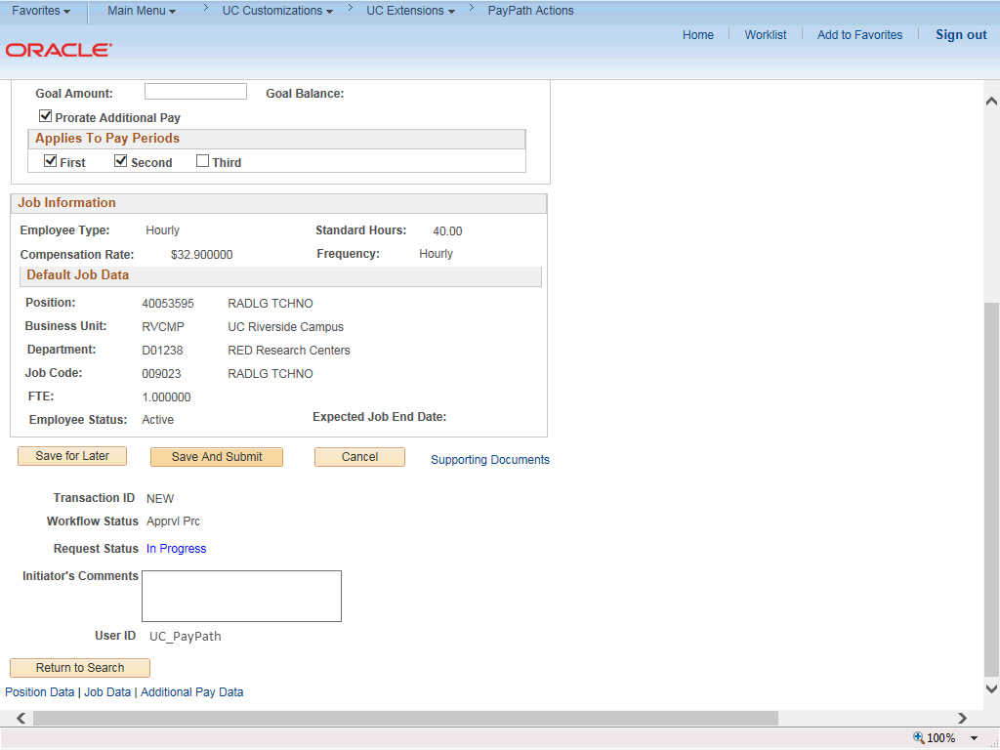 Favorites Main Menu > UC Customizations > UC Extensions > PayPath Actions
Home Worklist Add to Favorites Sign out
ORACLE
Goal Amount: Goal Balance:
Prorate Additional Pay
Applies To Pay Periods
First Second Third
Job Information
Employee Type: Hourly Standard Hours: 40.00
Compensation Rate: $32.900000 Frequency: Hourly
Default Job Data
Position: 40053595 RADLG TCHNO
Business Unit: RVCMP UC Riverside Campus
Department: D01238 RED Research Centers
Job Code: 009023 RADLG TCHNO
FTE: 1.000000
Employee Status: Active Expected Job End Date:
Save for Later Save And Submit Cancel Supporting Documents
Transaction ID NEW
Workflow Status Apprvl Prc
Request Status In Progress
Initiator's Comments
User ID UC_PayPath
Return to Search
Position Data | Job Data | Additional Pay Data
100%